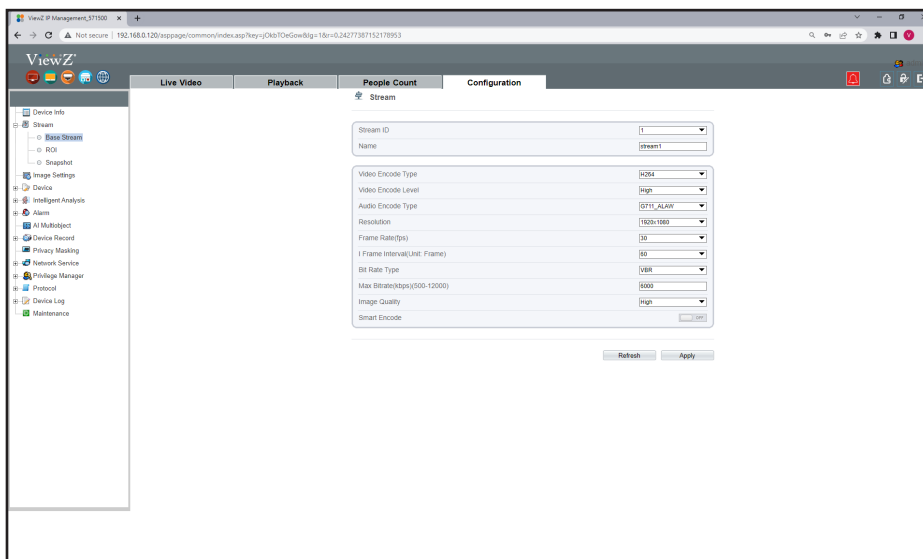 ViewZ IP Management_571500
Not secure | 192.168.0.120/asppage/common/index.asp?key=jOkbTOeGow&lg=1&r=0.24277387152178953
ViewZ
Live Video Playback People Count Configuration
Stream
Device Info
Stream
Base Stream
ROI
Snapshot
Image Settings
Device
Intelligent Analysis
Alarm
AI Multiobject
Device Record
Privacy Masking
Network Service
Privilege Manager
Protocol
Device Log
Maintenance
Stream ID 1
Name stream1
Video Encode Type H264
Video Encode Level High
Audio Encode Type G711_ALAW
Resolution 1920x1080
Frame Rate(fps) 30
I Frame Interval(Unit: Frame) 60
Bit Rate Type VBR
Max Bitrate(kbps)(500-12000) 6000
Image Quality High
Smart Encode OFF
Refresh Apply